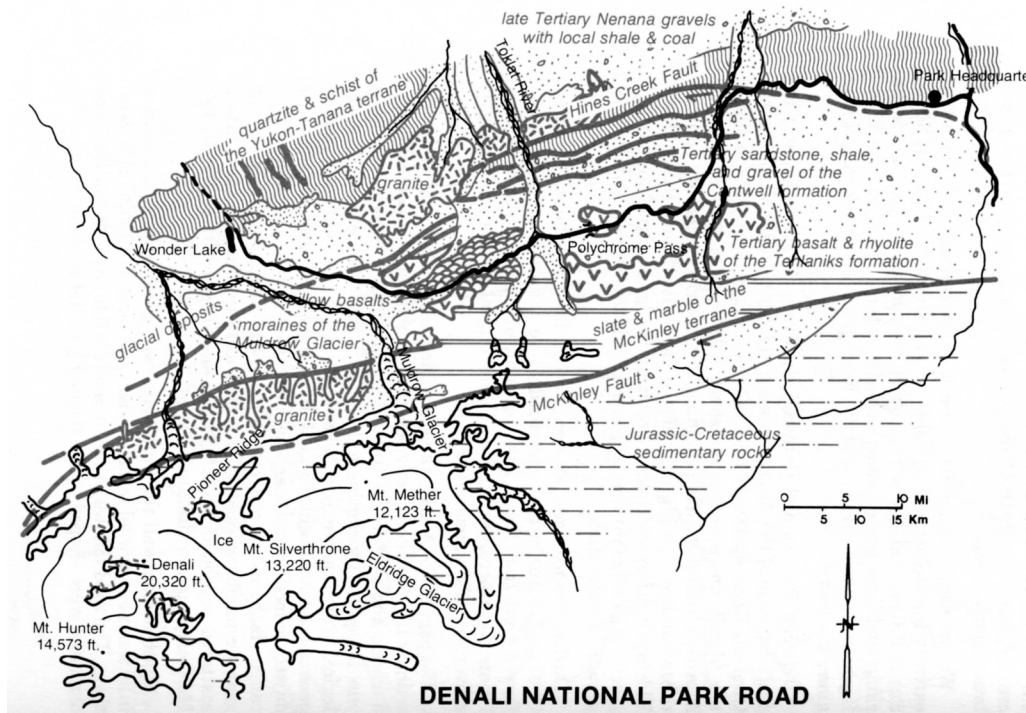 late Tertiary Nenana gravels
with local shale & coal
Park Headquarte
Toklat River
Hines Creek Fault
quartzite & schist of
the Yukon-Tanana terrane
granite
Tertiary sandstone, shale,
and gravel of the
Cantwell formation
Wonder Lake
Polychrome Pass
Tertiary basalt & rhyolite
of the Teklaniks formation
pillow basalts
glacial deposits
moraines of the
Muldrow Glacier
slate & marble of the
McKinley terrane
Muldrow Glacier
McKinley Fault
granite
Pioneer Ridge
Jurassic-Cretaceous
sedimentary rocks
Mt. Mether
12,123 ft.
0 5 10 Mi
5 10 15 Km
Ice
Mt. Silverthrone
13,220 ft.
Denali
20,320 ft.
Eldridge Glacier
Mt. Hunter
14,573 ft.
N
DENALI NATIONAL PARK ROAD